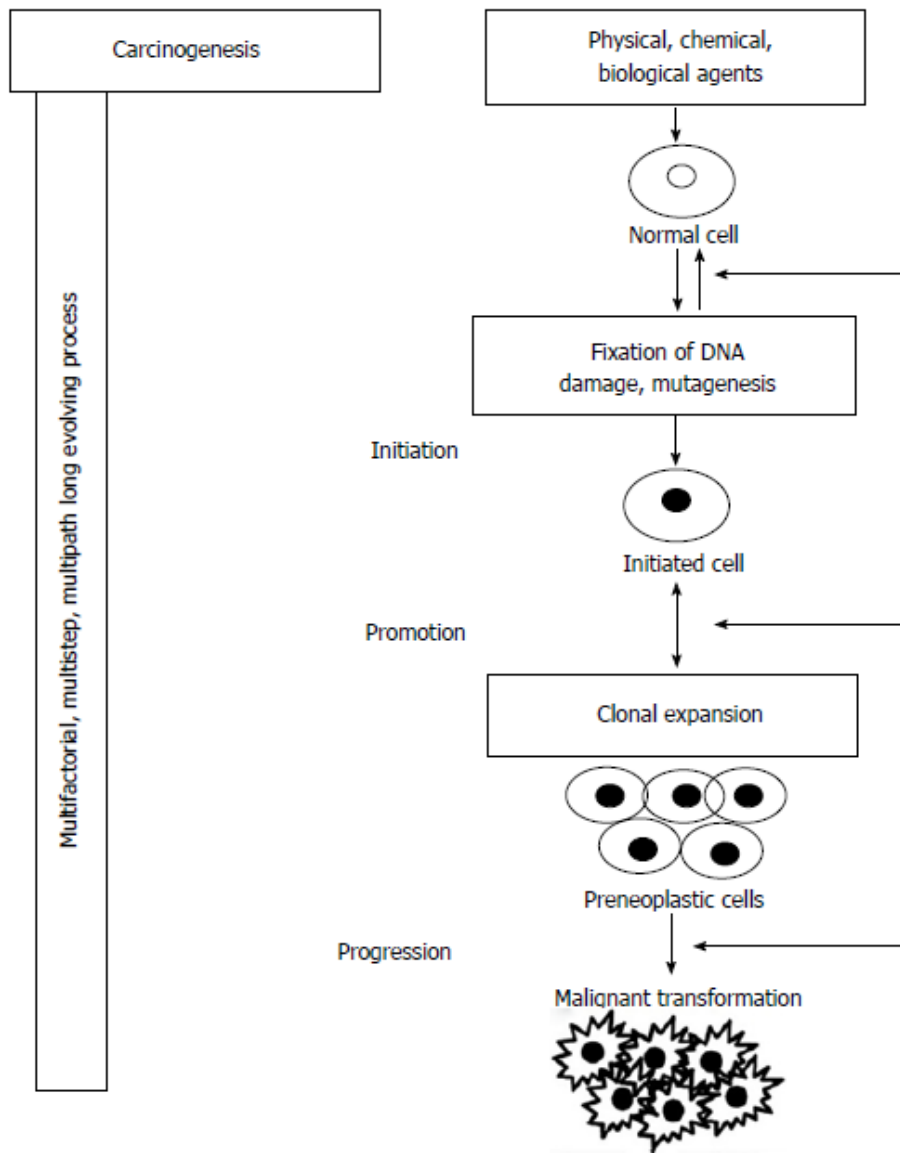 Carcinogenesis
Multifactorial, multistep, multipath long evolving process
Physical, chemical,
biological agents
Normal cell
Fixation of DNA
damage, mutagenesis
Initiation
Initiated cell
Promotion
Clonal expansion
Preneoplastic cells
Progression
Malignant transformation